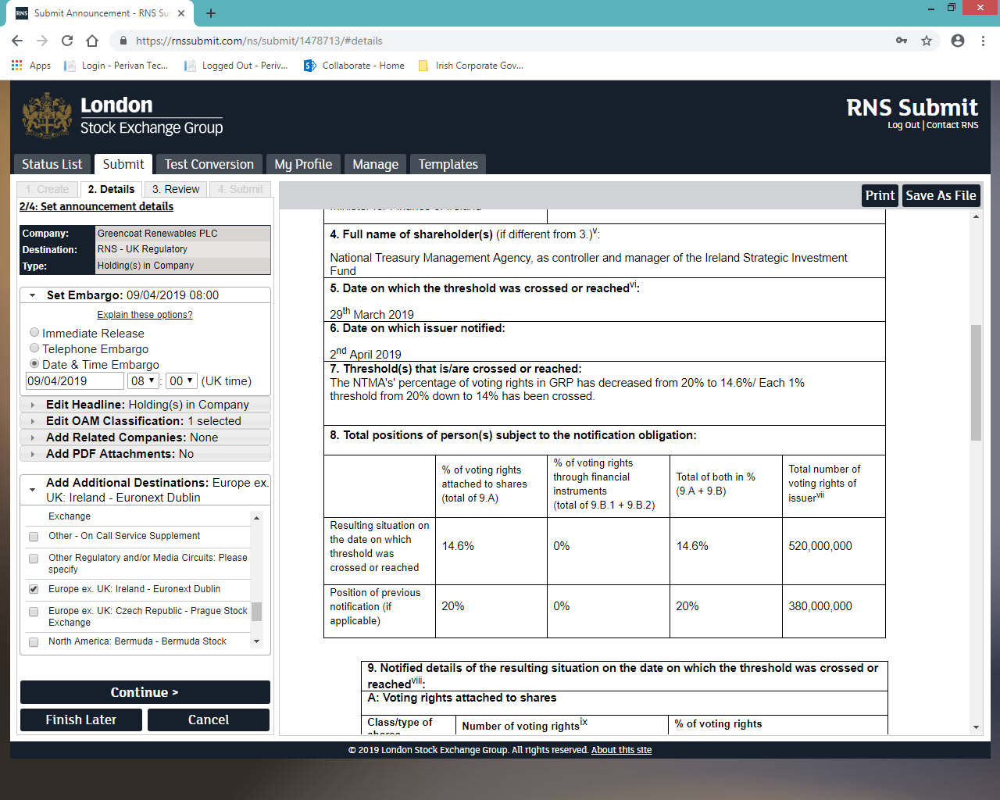 RNS Submit Announcement - RNS Su
https://rnssubmit.com/ns/submit/1478713/#details
Apps Login - Perivan Tec... Logged Out - Periv... Collaborate - Home Irish Corporate Gov...
London
Stock Exchange Group
RNS Submit
Log Out | Contact RNS
Status List Submit Test Conversion My Profile Manage Templates
1. Create 2. Details 3. Review 4. Submit
2/4: Set announcement details
Company: Greencoat Renewables PLC
Destination: RNS - UK Regulatory
Type: Holding(s) in Company
Set Embargo: 09/04/2019 08:00
Explain these options?
Immediate Release
Telephone Embargo
Date & Time Embargo
09/04/2019 08 : 00 (UK time)
Edit Headline: Holding(s) in Company
Edit OAM Classification: 1 selected
Add Related Companies: None
Add PDF Attachments: No
Add Additional Destinations: Europe ex.
UK: Ireland - Euronext Dublin
Exchange
Other - On Call Service Supplement
Other Regulatory and/or Media Circuits: Please
specify
Europe ex. UK: Ireland - Euronext Dublin
Europe ex. UK: Czech Republic - Prague Stock
Exchange
North America: Bermuda - Bermuda Stock
Continue >
Finish Later Cancel
Print Save As File
Minister for Finance of Ireland
4. Full name of shareholder(s) (if different from 3.)v:
National Treasury Management Agency, as controller and manager of the Ireland Strategic Investment
Fund
5. Date on which the threshold was crossed or reachedvi:
29th March 2019
6. Date on which issuer notified:
2nd April 2019
7. Threshold(s) that is/are crossed or reached:
The NTMA's' percentage of voting rights in GRP has decreased from 20% to 14.6%/ Each 1%
threshold from 20% down to 14% has been crossed.
8. Total positions of person(s) subject to the notification obligation:
% of voting rights
attached to shares
(total of 9.A)
% of voting rights
through financial
instruments
(total of 9.B.1 + 9.B.2)
Total of both in %
(9.A + 9.B)
Total number of
voting rights of
issuervii
Resulting situation on
the date on which
threshold was
crossed or reached
14.6% 0% 14.6% 520,000,000
Position of previous
notification (if
applicable)
20% 0% 20% 380,000,000
9. Notified details of the resulting situation on the date on which the threshold was crossed or
reachedviii:
A: Voting rights attached to shares
Class/type of
shares
Number of voting rightsix
% of voting rights
© 2019 London Stock Exchange Group. All rights reserved. About this site